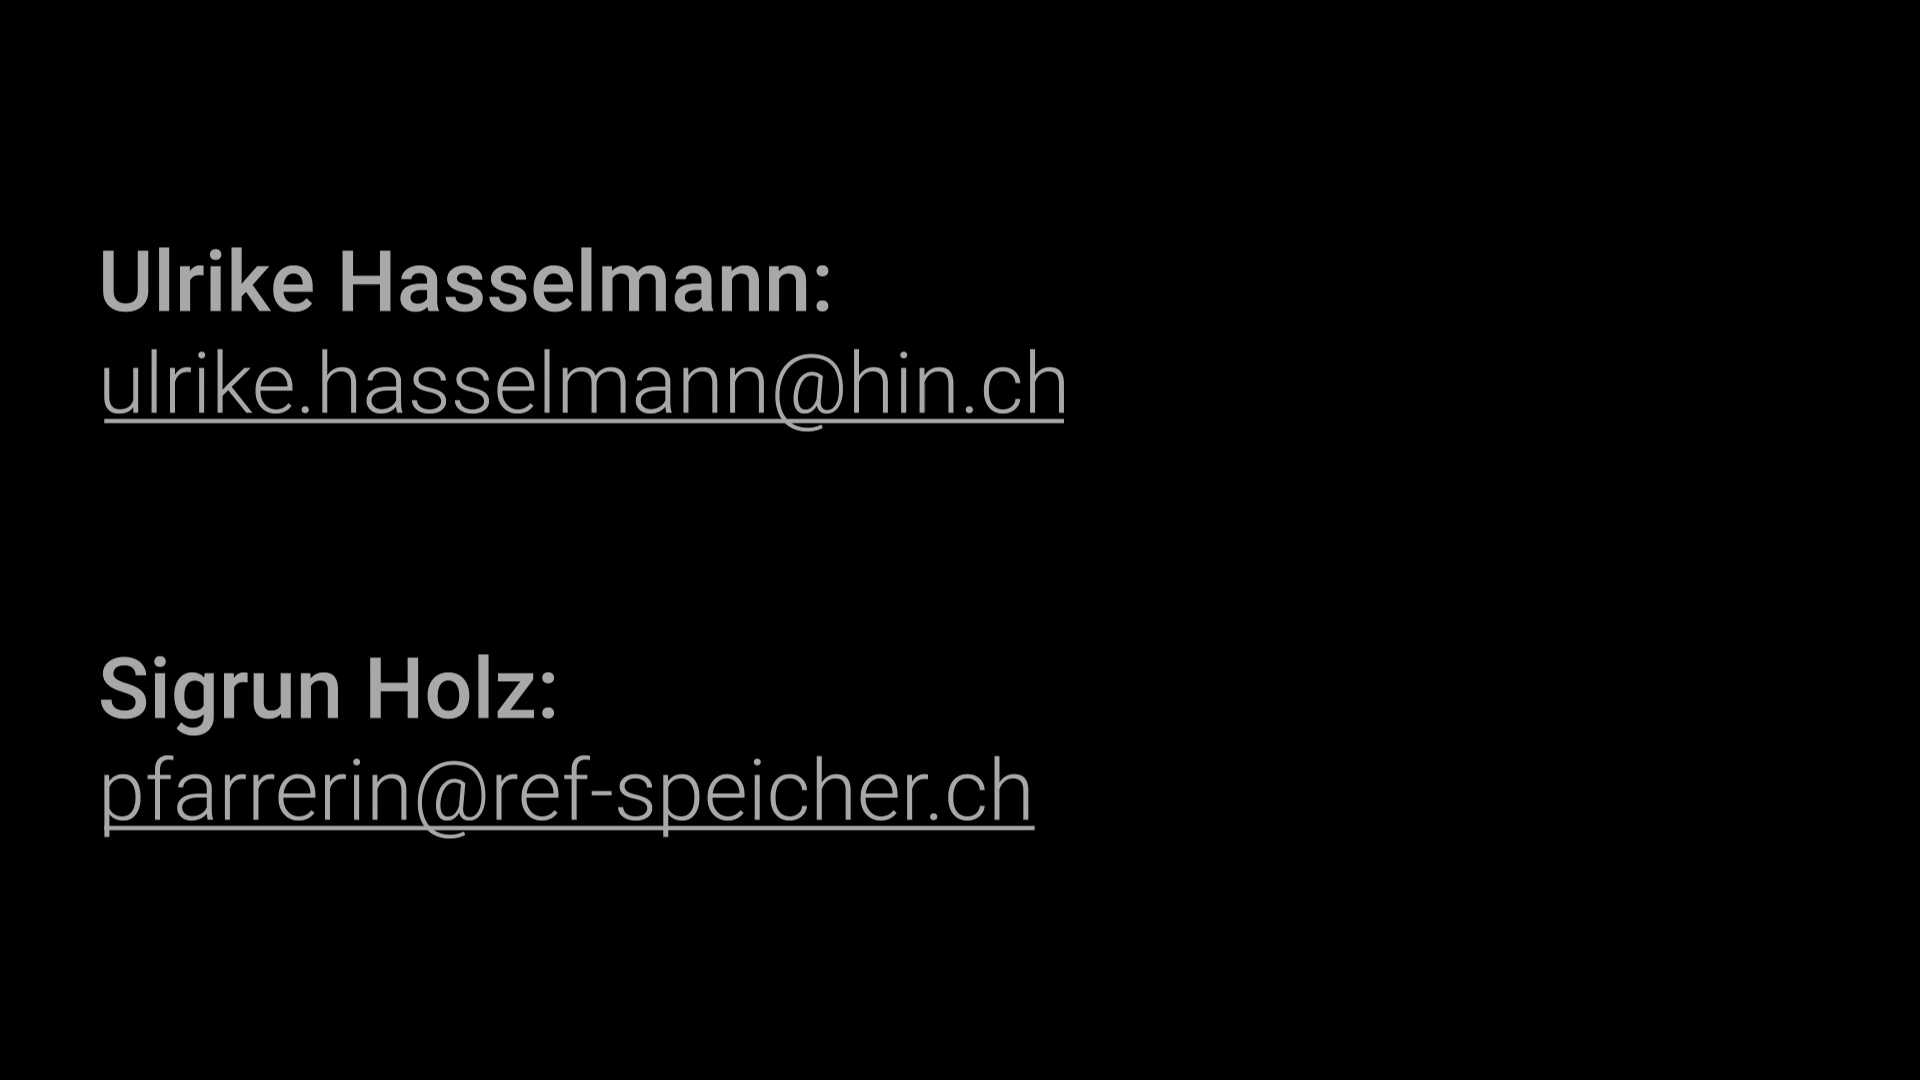 Ulrike Hasselmann:
ulrike.hasselmann@hin.ch
Sigrun Holz:
pfarrerin@ref-speicher.ch